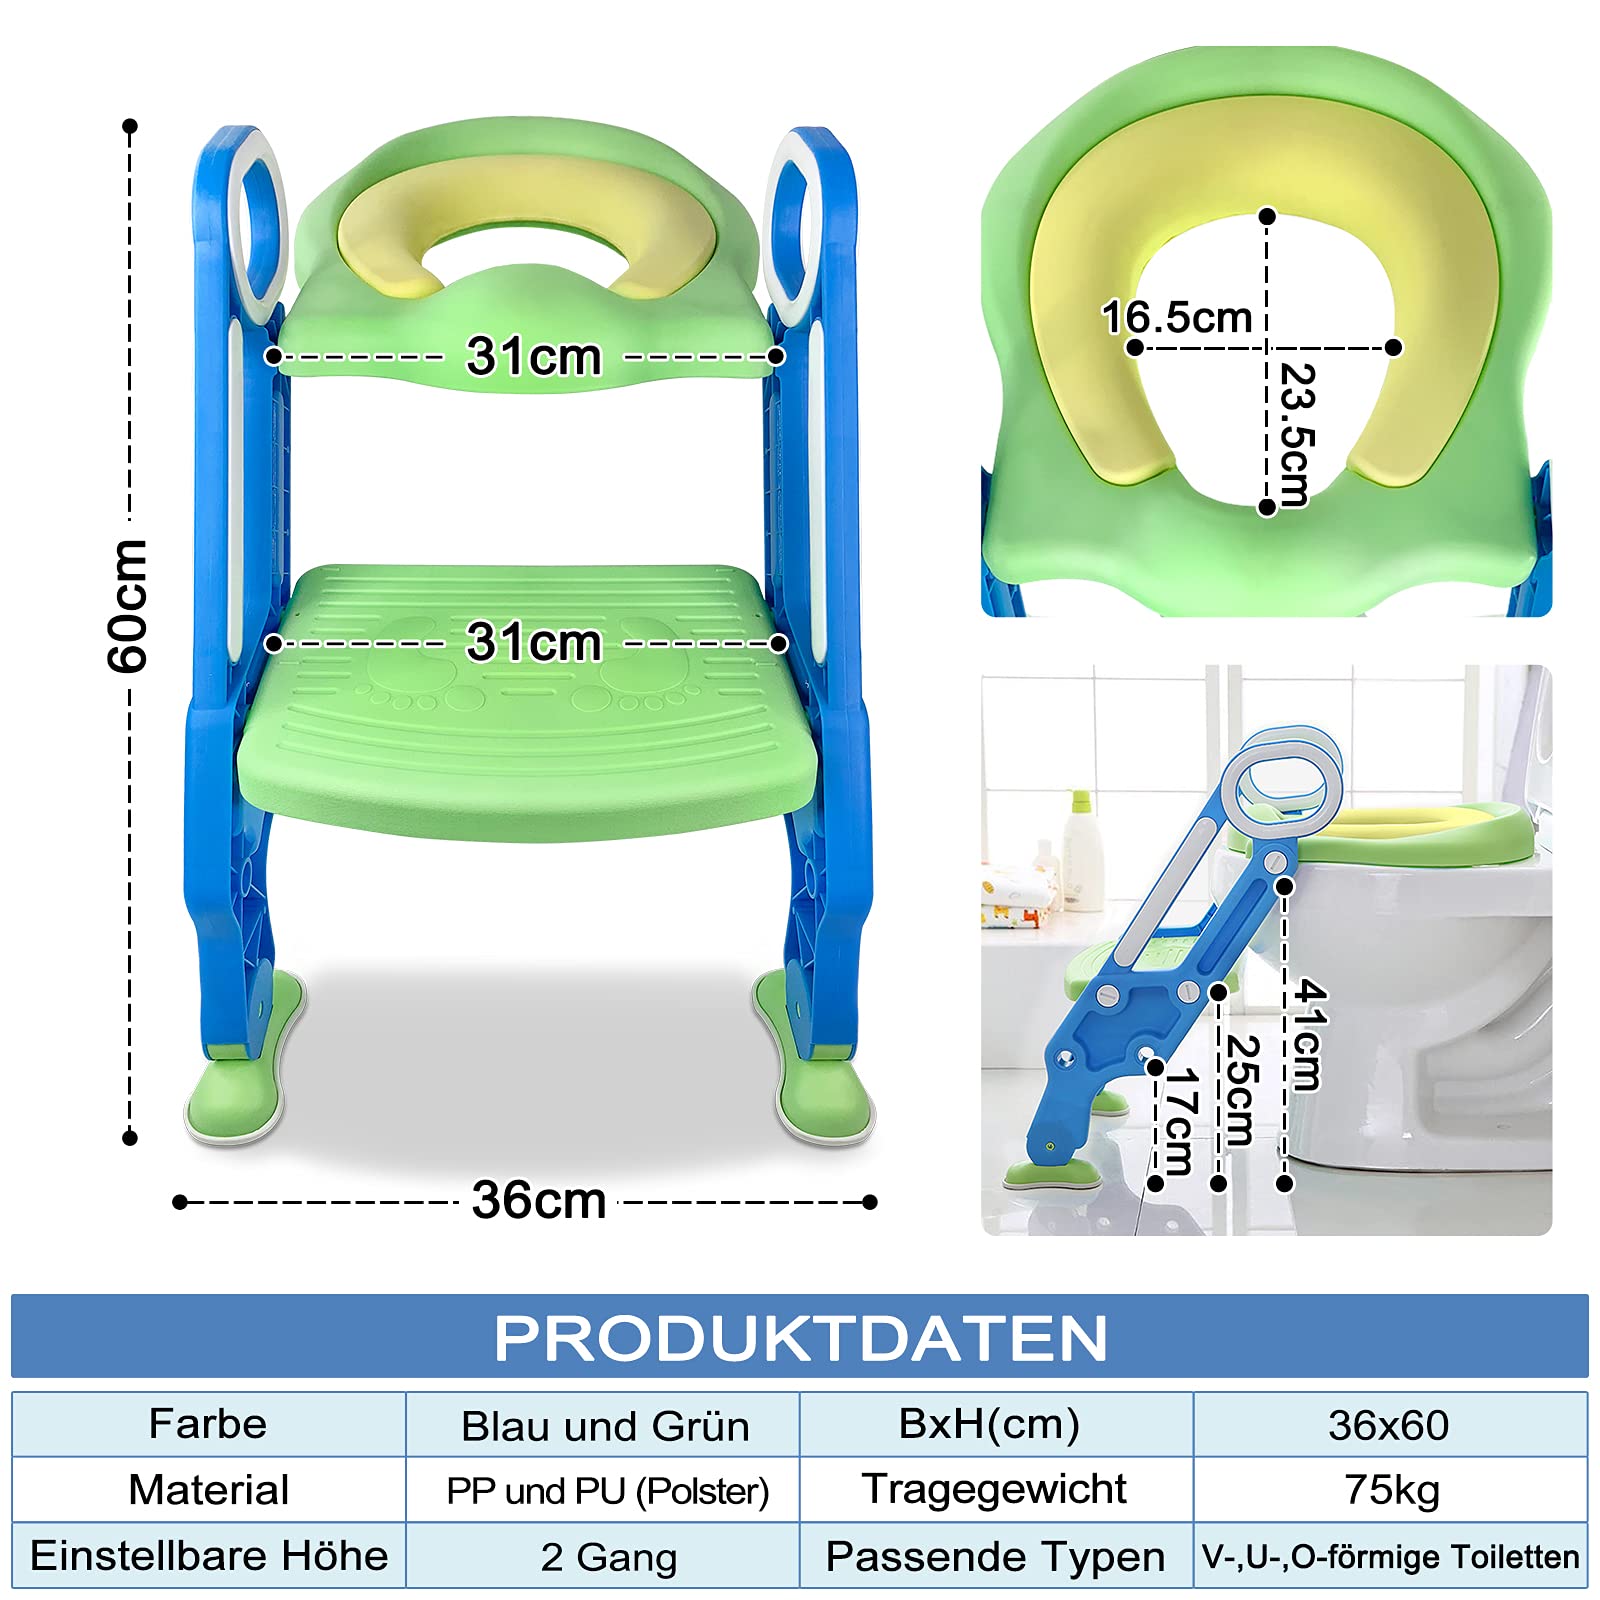 60cm
31cm
31cm
36cm
16.5cm
23.5cm
41cm
25cm
17cm
PRODUKTDATEN
Farbe Blau und Grün BxH(cm) 36x60
Material PP und PU (Polster) Tragegewicht 75kg
Einstellbare Höhe 2 Gang Passende Typen V-,U-,O-förmige Toiletten